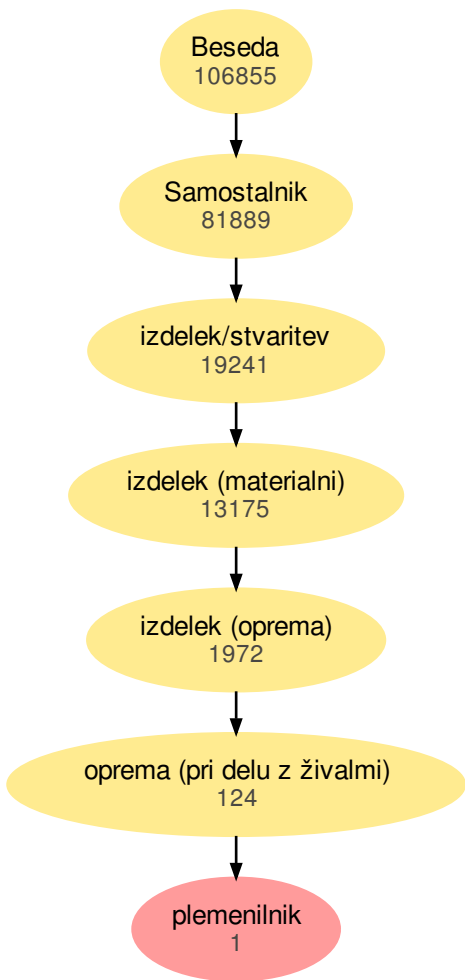 Beseda
106855
Samostalnik
81889
izdelek/stvaritev
19241
izdelek (materialni)
13175
izdelek (oprema)
1972
oprema (pri delu z živalmi)
124
plemenilnik
1